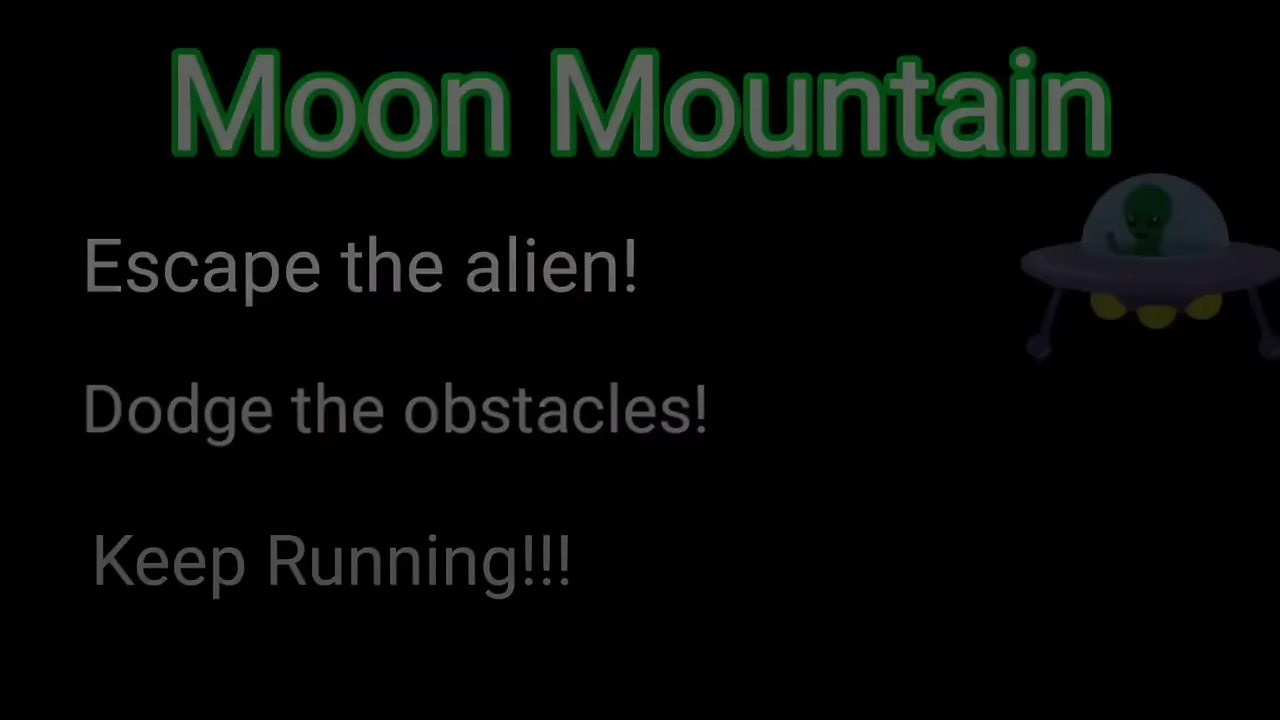 Moon Mountain
Escape the alien!
Dodge the obstacles!
Keep Running!!!